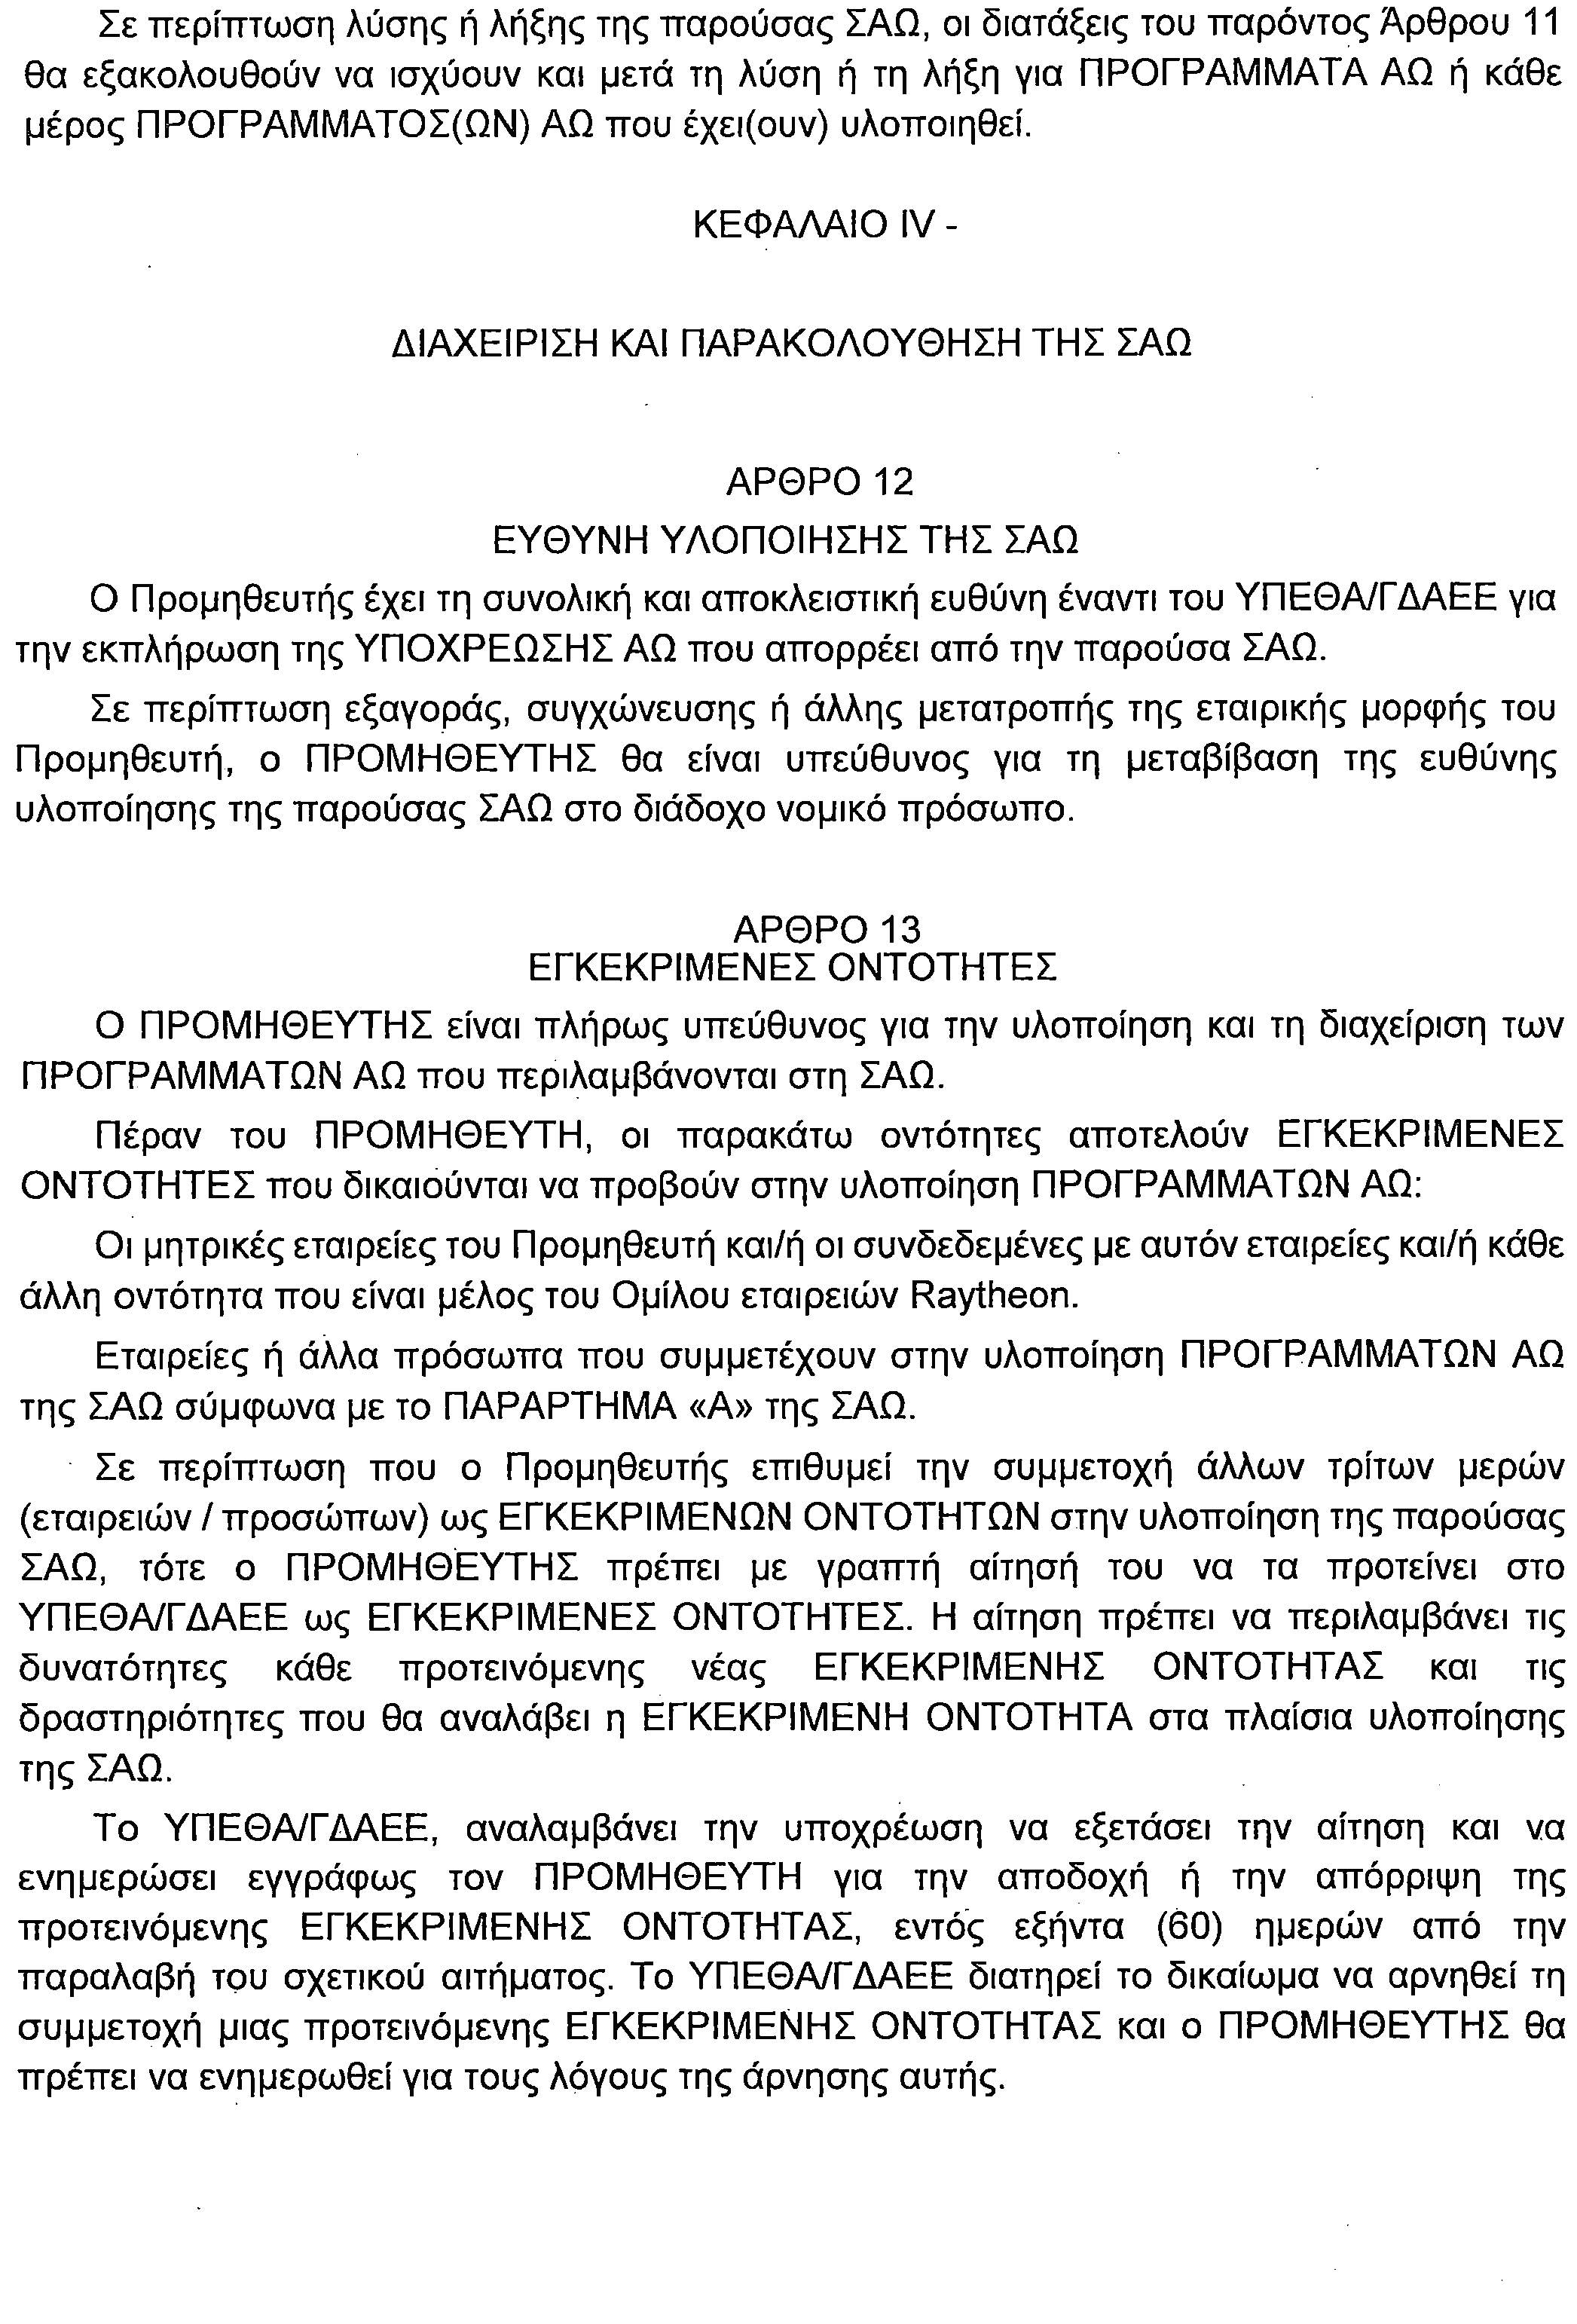 Σε περίπτωση λύσης ή λήξης της παρούσας ΣΑΩ, οι διατάξεις του παρόντος Άρθρου 11
θα εξακολουθούν να ισχύουν και μετά τη λύση ή τη λήξη για ΠΡΟΓΡΑΜΜΑΤΑ ΑΩ ή κάθε
μέρος ΠΡΟΓΡΑΜΜΑΤΟΣ(ΩΝ) ΑΩ που έχει(ουν) υλοποιηθεί.
ΚΕΦΑΛΑΙΟ IV -
ΔΙΑΧΕΙΡΙΣΗ ΚΑΙ ΠΑΡΑΚΟΛΟΥΘΗΣΗ ΤΗΣ ΣΑΩ
ΑΡΘΡΟ 12
ΕΥΘΥΝΗ ΥΛΟΠΟΙΗΣΗΣ ΤΗΣ ΣΑΩ
Ο Προμηθευτής έχει τη συνολική και αποκλειστική ευθύνη έναντι του ΥΠΕΘΑ/ΓΔΑΕΕ για
την εκπλήρωση της ΥΠΟΧΡΕΩΣΗΣ ΑΩ που απορρέει από την παρούσα ΣΑΩ.
Σε περίπτωση εξαγοράς, συγχώνευσης ή άλλης μετατροπής της εταιρικής μορφής του
Προμηθευτή, ο ΠΡΟΜΗΘΕΥΤΗΣ θα είναι υπεύθυνος για τη μεταβίβαση της ευθύνης
υλοποίησης της παρούσας ΣΑΩ στο διάδοχο νομικό πρόσωπο.
ΑΡΘΡΟ 13
ΕΓΚΕΚΡΙΜΕΝΕΣ ΟΝΤΟΤΗΤΕΣ
Ο ΠΡΟΜΗΘΕΥΤΗΣ είναι πλήρως υπεύθυνος για την υλοποίηση και τη διαχείριση των
ΠΡΟΓΡΑΜΜΑΤΩΝ ΑΩ που περιλαμβάνονται στη ΣΑΩ.
Πέραν του ΠΡΟΜΗΘΕΥΤΗ, οι παρακάτω οντότητες αποτελούν ΕΓΚΕΚΡΙΜΕΝΕΣ
ΟΝΤΟΤΗΤΕΣ που δικαιούνται να προβούν στην υλοποίηση ΠΡΟΓΡΑΜΜΑΤΩΝ ΑΩ:
Οι μητρικές εταιρείες του Προμηθευτή και/ή οι συνδεδεμένες με αυτόν εταιρείες και/ή κάθε
άλλη οντότητα που είναι μέλος του Ομίλου εταιρειών Raytheon.
Εταιρείες ή άλλα πρόσωπα που συμμετέχουν στην υλοποίηση ΠΡΟΓΡΑΜΜΑΤΩΝ ΑΩ
της ΣΑΩ σύμφωνα με το ΠΑΡΑΡΤΗΜΑ «Α» της ΣΑΩ.
Σε περίπτωση που ο Προμηθευτής επιθυμεί την συμμετοχή άλλων τρίτων μερών
(εταιρειών / προσώπων) ως ΕΓΚΕΚΡΙΜΕΝΩΝ ΟΝΤΟΤΗΤΩΝ στην υλοποίηση της παρούσας
ΣΑΩ, τότε ο ΠΡΟΜΗΘΕΥΤΗΣ πρέπει με γραπτή αίτησή του να τα προτείνει στο
ΥΠΕΘΑ/ΓΔΑΕΕ ως ΕΓΚΕΚΡΙΜΕΝΕΣ ΟΝΤΟΤΗΤΕΣ. Η αίτηση πρέπει να περιλαμβάνει τις
δυνατότητες κάθε προτεινόμενης νέας ΕΓΚΕΚΡΙΜΕΝΗΣ ΟΝΤΟΤΗΤΑΣ και τις
δραστηριότητες που θα αναλάβει η ΕΓΚΕΚΡΙΜΕΝΗ ΟΝΤΟΤΗΤΑ στα πλαίσια υλοποίησης
της ΣΑΩ.
Το ΥΠΕΘΑ/ΓΔΑΕΕ, αναλαμβάνει την υποχρέωση να εξετάσει την αίτηση και να
ενημερώσει εγγράφως τον ΠΡΟΜΗΘΕΥΤΗ για την αποδοχή ή την απόρριψη της
προτεινόμενης ΕΓΚΕΚΡΙΜΕΝΗΣ ΟΝΤΟΤΗΤΑΣ, εντός εξήντα (60) ημερών από την
παραλαβή του σχετικού αιτήματος. Το ΥΠΕΘΑ/ΓΔΑΕΕ διατηρεί το δικαίωμα να αρνηθεί τη
συμμετοχή μιας προτεινόμενης ΕΓΚΕΚΡΙΜΕΝΗΣ ΟΝΤΟΤΗΤΑΣ και ο ΠΡΟΜΗΘΕΥΤΗΣ θα
πρέπει να ενημερωθεί για τους λόγους της άρνησης αυτής.